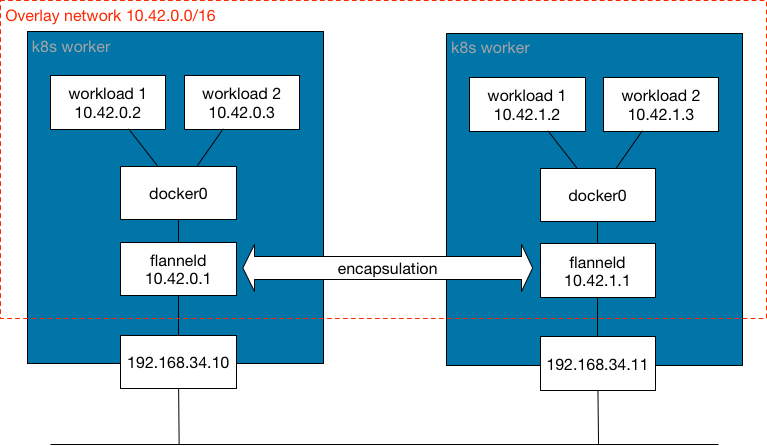 Overlay network 10.42.0.0/16
k8s worker
workload 1
10.42.0.2
workload 2
10.42.0.3
docker0
flanneld
10.42.0.1
192.168.34.10
encapsulation
k8s worker
workload 1
10.42.1.2
workload 2
10.42.1.3
docker0
flanneld
10.42.1.1
192.168.34.11